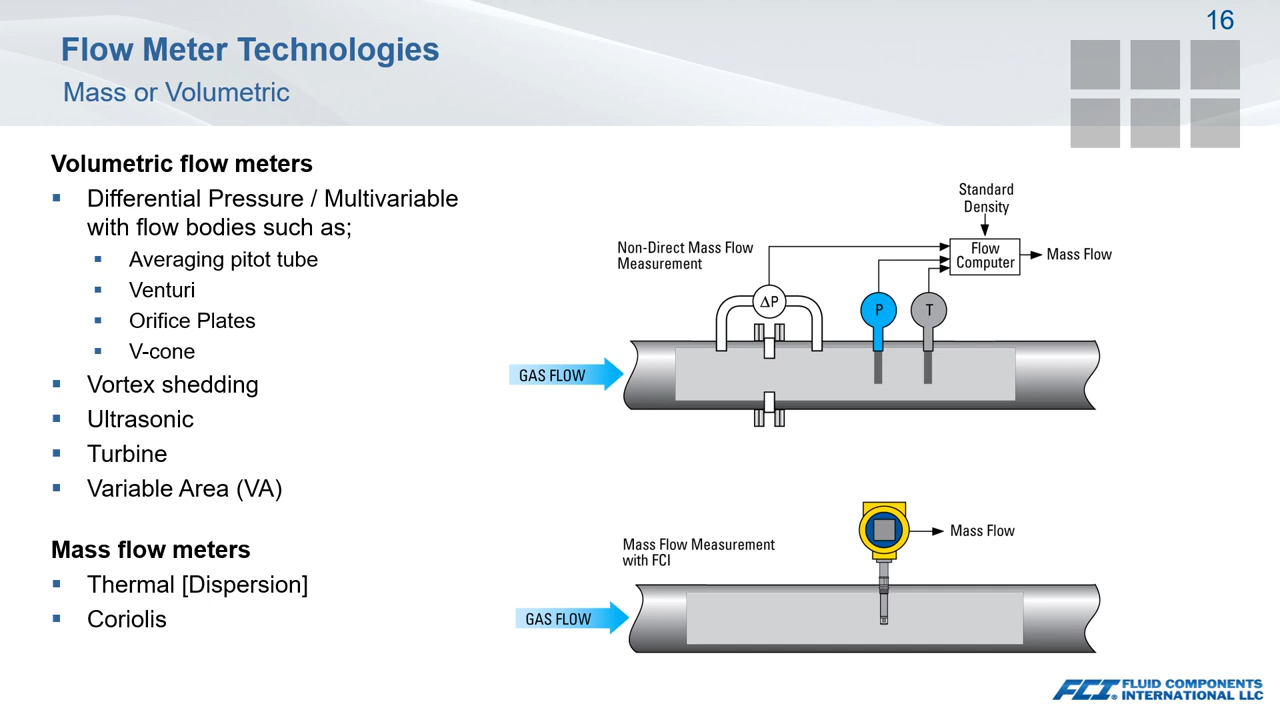 16
Flow Meter Technologies
Mass or Volumetric
Volumetric flow meters
Differential Pressure / Multivariable
with flow bodies such as;
Averaging pitot tube
Venturi
Orifice Plates
V-cone
Vortex shedding
Ultrasonic
Turbine
Variable Area (VA)
Mass flow meters
Thermal [Dispersion]
Coriolis
Standard
Density
Non-Direct Mass Flow
Measurement
Flow
Computer
Mass Flow
ΔP
P
T
GAS FLOW
Mass Flow Measurement
with FCI
Mass Flow
GAS FLOW
FCI® FLUID COMPONENTS
INTERNATIONAL LLC